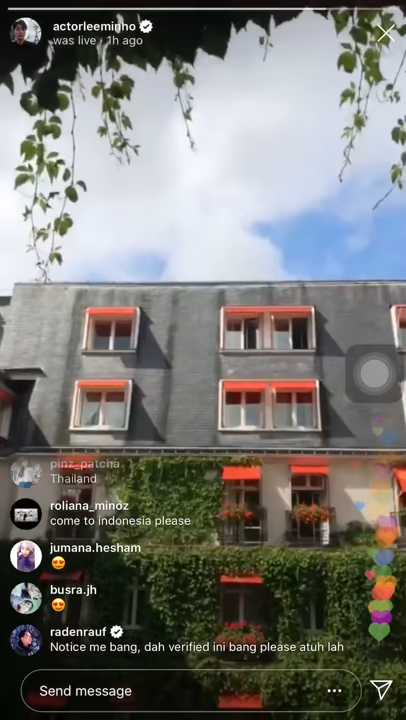 actorleeminho
was live · 1h ago
pinz_patcha
Thailand
roliana_minoz
come to indonesia please
jumana.hesham
😍
busra.jh
😍
radenrauf
Notice me bang, dah verified ini bang please atuh lah
Send message